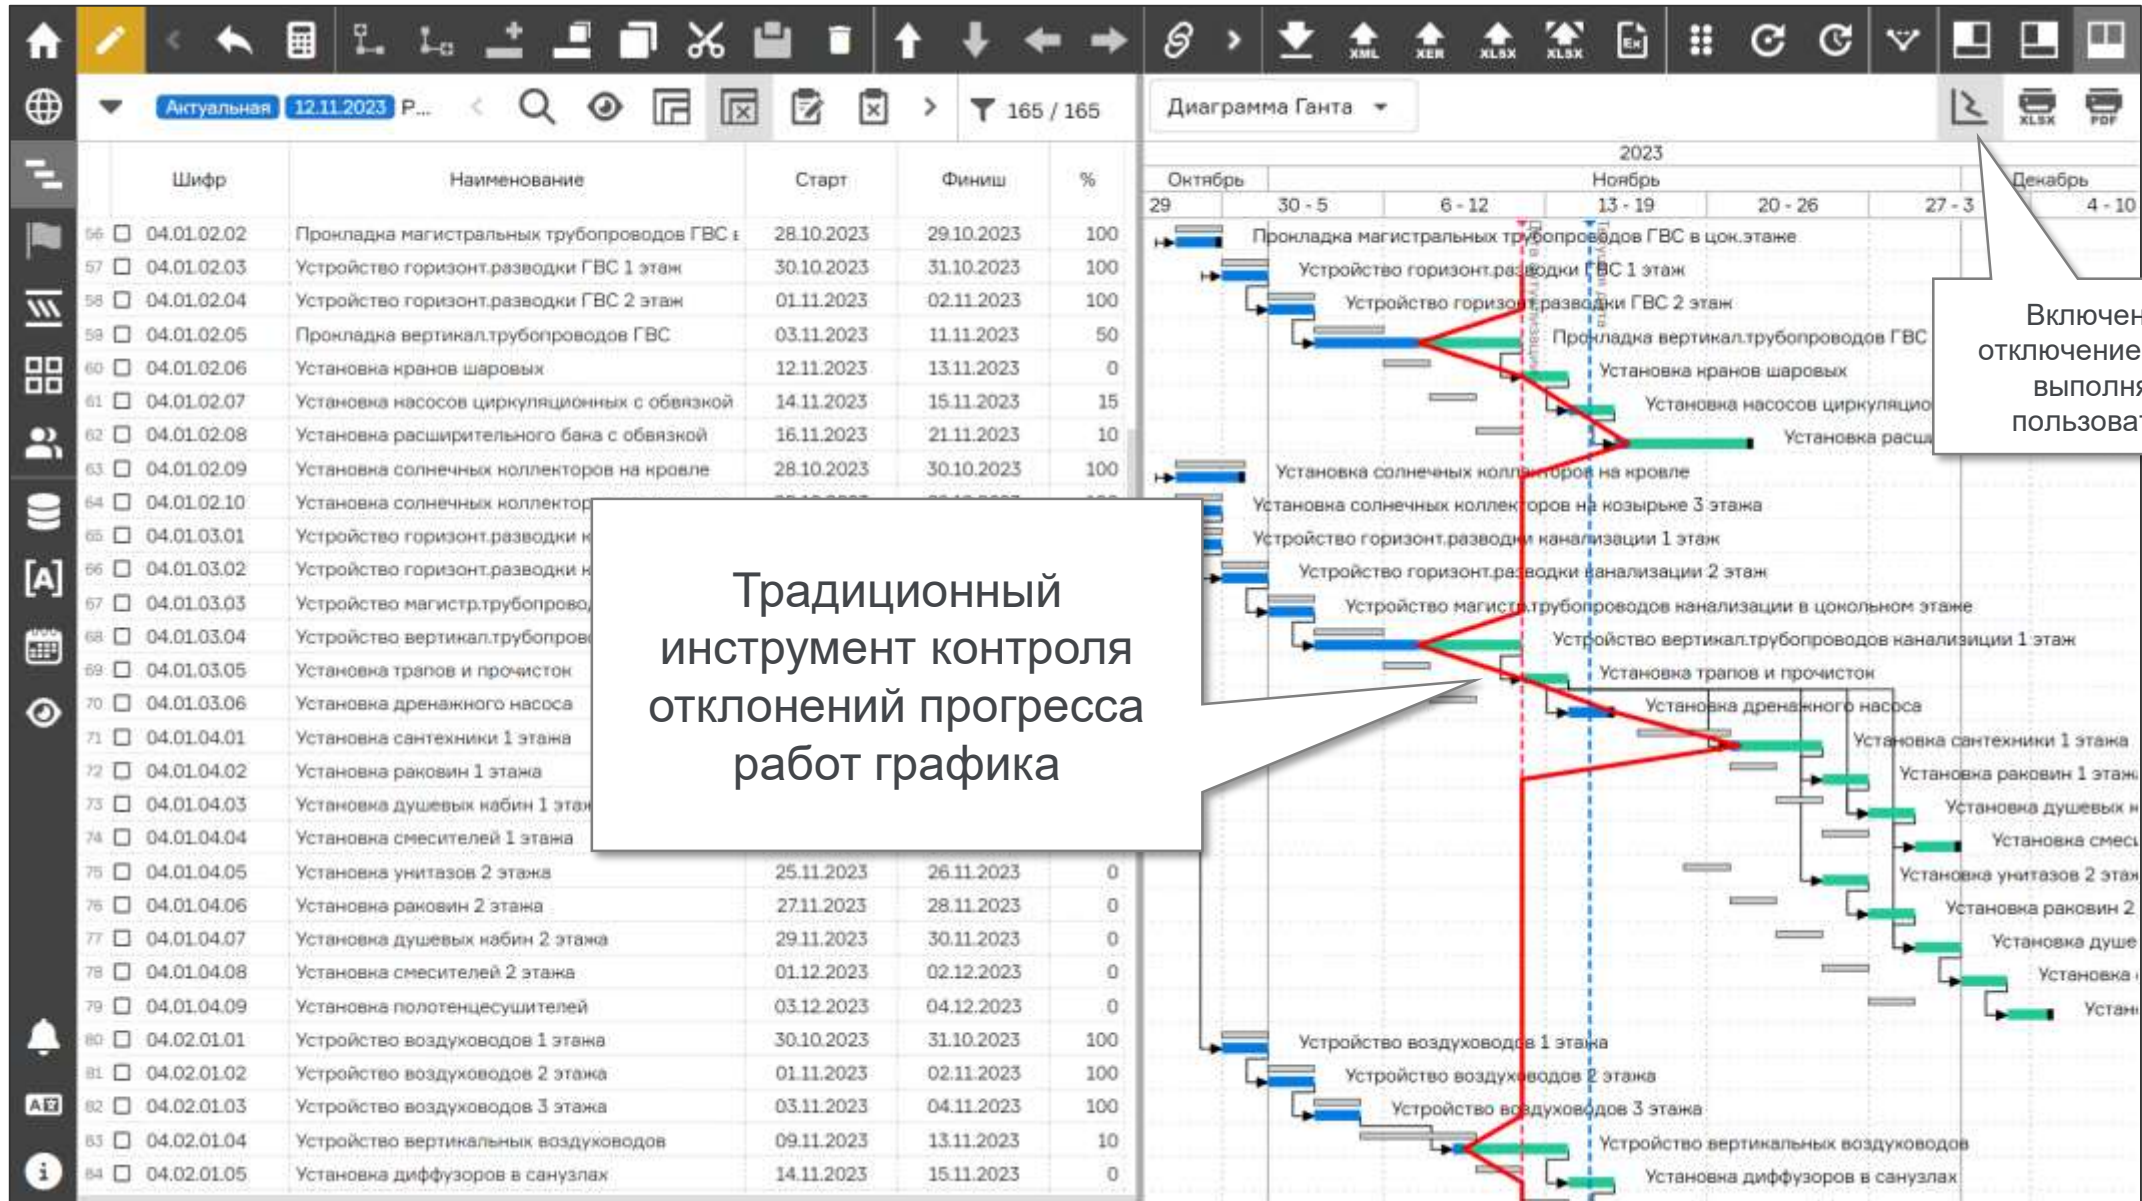 XML
XER
XLSX
XLSX
Ex
Актуальная 12.11.2023 Р...
165 / 165
Диаграмма Ганта
XLSX
PDF
Шифр Наименование Старт Финиш %
2023
Октябрь Ноябрь Декабрь
29 30 - 5 6 - 12 13 - 19 20 - 26 27 - 3 4 - 10
56 04.01.02.02 Прокладка магистральных трубопроводов ГВС в 28.10.2023 29.10.2023 100
57 04.01.02.03 Устройство горизонт.разводки ГВС 1 этаж 30.10.2023 31.10.2023 100
58 04.01.02.04 Устройство горизонт.разводки ГВС 2 этаж 01.11.2023 02.11.2023 100
59 04.01.02.05 Прокладка вертикал.трубопроводов ГВС 03.11.2023 11.11.2023 50
60 04.01.02.06 Установка кранов шаровых 12.11.2023 13.11.2023 0
61 04.01.02.07 Установка насосов циркуляционных с обвязкой 14.11.2023 15.11.2023 15
62 04.01.02.08 Установка расширительного бака с обвязкой 16.11.2023 21.11.2023 10
63 04.01.02.09 Установка солнечных коллекторов на кровле 28.10.2023 30.10.2023 100
64 04.01.02.10 Установка солнечных коллектор
65 04.01.03.01 Устройство горизонт.разводки к
66 04.01.03.02 Устройство горизонт.разводки к
67 04.01.03.03 Устройство магистр.трубопрово
68 04.01.03.04 Устройство вертикал.трубопров
69 04.01.03.05 Установка трапов и прочисток
70 04.01.03.06 Установка дренажного насоса
71 04.01.04.01 Установка сантехники 1 этажа
72 04.01.04.02 Установка раковин 1 этажа
73 04.01.04.03 Установка душевых кабин 1 этаж
74 04.01.04.04 Установка смесителей 1 этажа
75 04.01.04.05 Установка унитазов 2 этажа 25.11.2023 26.11.2023 0
76 04.01.04.06 Установка раковин 2 этажа 27.11.2023 28.11.2023 0
77 04.01.04.07 Установка душевых кабин 2 этажа 29.11.2023 30.11.2023 0
78 04.01.04.08 Установка смесителей 2 этажа 01.12.2023 02.12.2023 0
79 04.01.04.09 Установка полотенцесушителей 03.12.2023 04.12.2023 0
80 04.02.01.01 Устройство воздуховодов 1 этажа 30.10.2023 31.10.2023 100
81 04.02.01.02 Устройство воздуховодов 2 этажа 01.11.2023 02.11.2023 100
82 04.02.01.03 Устройство воздуховодов 3 этажа 03.11.2023 04.11.2023 100
83 04.02.01.04 Устройство вертикальных воздуховодов 09.11.2023 13.11.2023 10
84 04.02.01.05 Установка диффузоров в санузлах 14.11.2023 15.11.2023 0
Традиционный
инструмент контроля
отклонений прогресса
работ графика
Прокладка магистральных трубопроводов ГВС в цок.этаже
Устройство горизонт.разводки ГВС 1 этаж
Устройство горизонт.разводки ГВС 2 этаж
Прокладка вертикал.трубопроводов ГВС
Установка кранов шаровых
Установка насосов циркуляцио
Установка расш
Установка солнечных коллекторов на кровле
Установка солнечных коллекторов на козырьке 3 этажа
Устройство горизонт.разводки канализации 1 этаж
Устройство горизонт.разводки канализации 2 этаж
Устройство магистр.трубопроводов канализации в цокольном этаже
Устройство вертикал.трубопроводов канализиции 1 этаж
Установка трапов и прочисток
Установка дренажного насоса
Установка сантехники 1 этажа
Установка раковин 1 этаж
Установка душевых к
Установка смес
Установка унитазов 2 этаж
Установка раковин 2
Установка душе
Установка
Устан
Устройство воздуховодов 1 этажа
Устройство воздуховодов 2 этажа
Устройство воздуховодов 3 этажа
Устройство вертикальных воздуховодов
Установка диффузоров в санузлах
Дата актуализации
Текущая дата
Включен
отключение
выполня
пользова
[A]